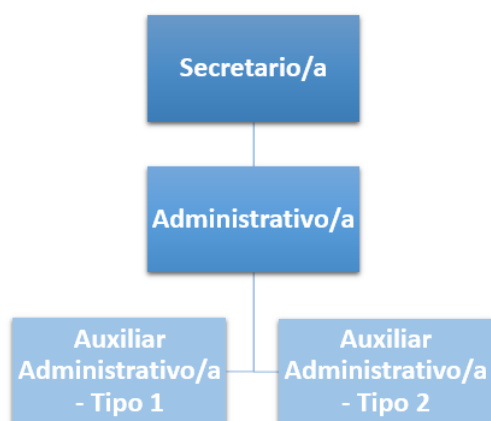 Secretario/a
Administrativo/a
Auxiliar
Administrativo/a
- Tipo 1
Auxiliar
Administrativo/a
- Tipo 2